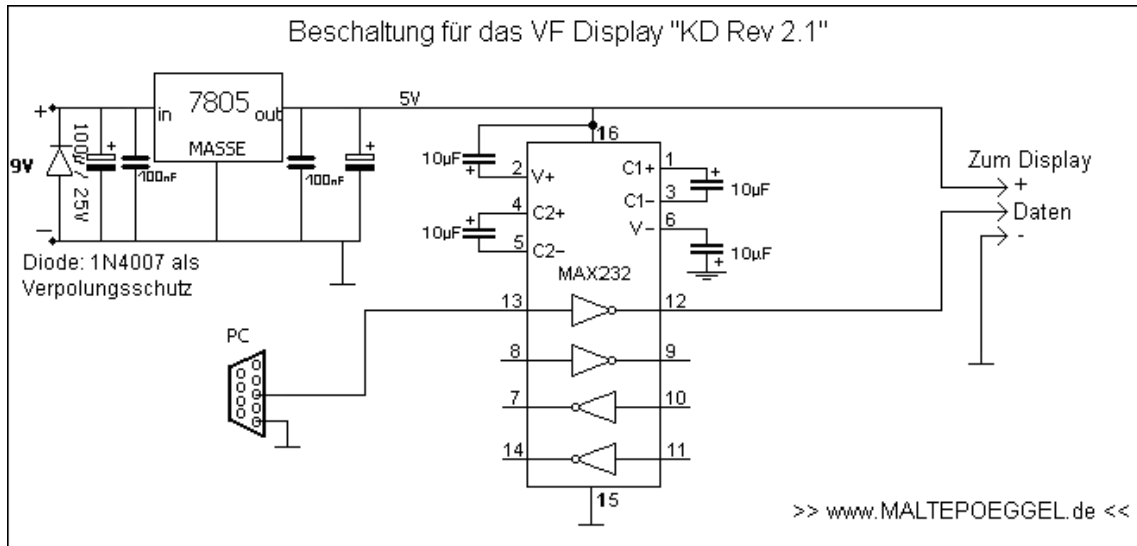 Beschaltung für das VF Display "KD Rev 2.1"
+
9V
-
100µ / 25V
+
100nF
in
7805
out
MASSE
100nF
+
5V
Diode: 1N4007 als
Verpolungsschutz
PC
16
10µF
+
2
V+
4
C2+
+
10µF
5
C2-
C1+
1
+
10µF
C1-
3
V-
6
10µF
+
MAX232
13
12
8
9
7
10
14
11
15
Zum Display
+
Daten
-
>> www.MALTEPOEGGEL.de <<